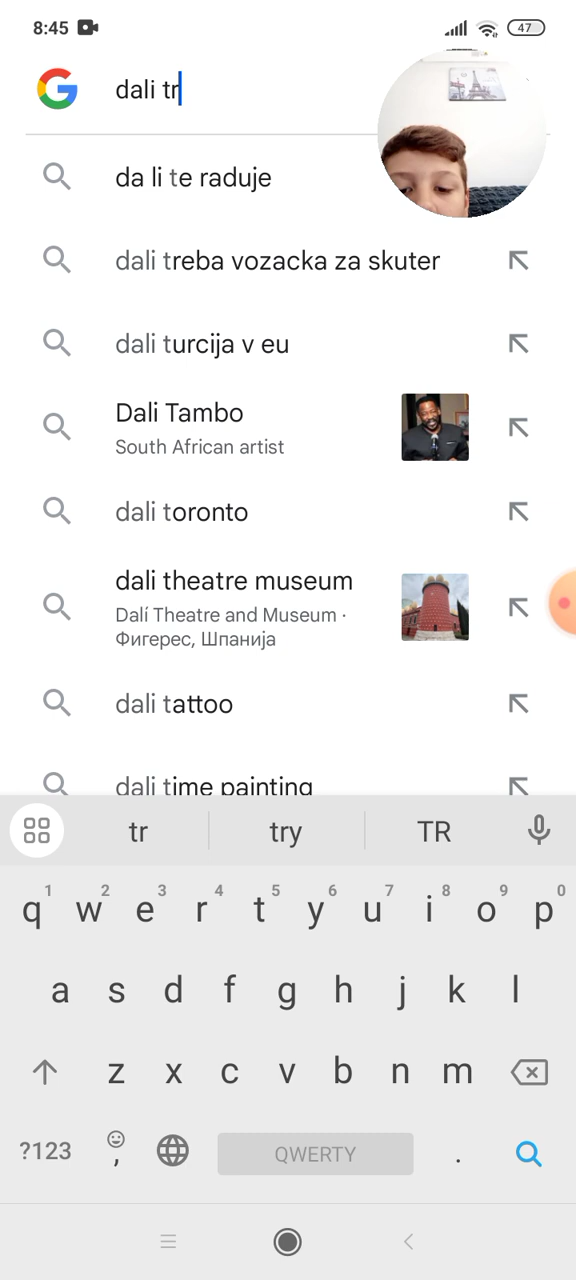 8:45
47
dali tr
da li te raduje
dali treba vozacka za skuter
dali turcija v eu
Dali Tambo
South African artist
dali toronto
dali theatre museum
Dalí Theatre and Museum ·
Фигерес, Шпанија
dali tattoo
dali time painting
tr try TR
1 2 3 4 5 6 7 8 9 0
q w e r t y u i o p
a s d f g h j k l
z x c v b n m
?123 , QWERTY .